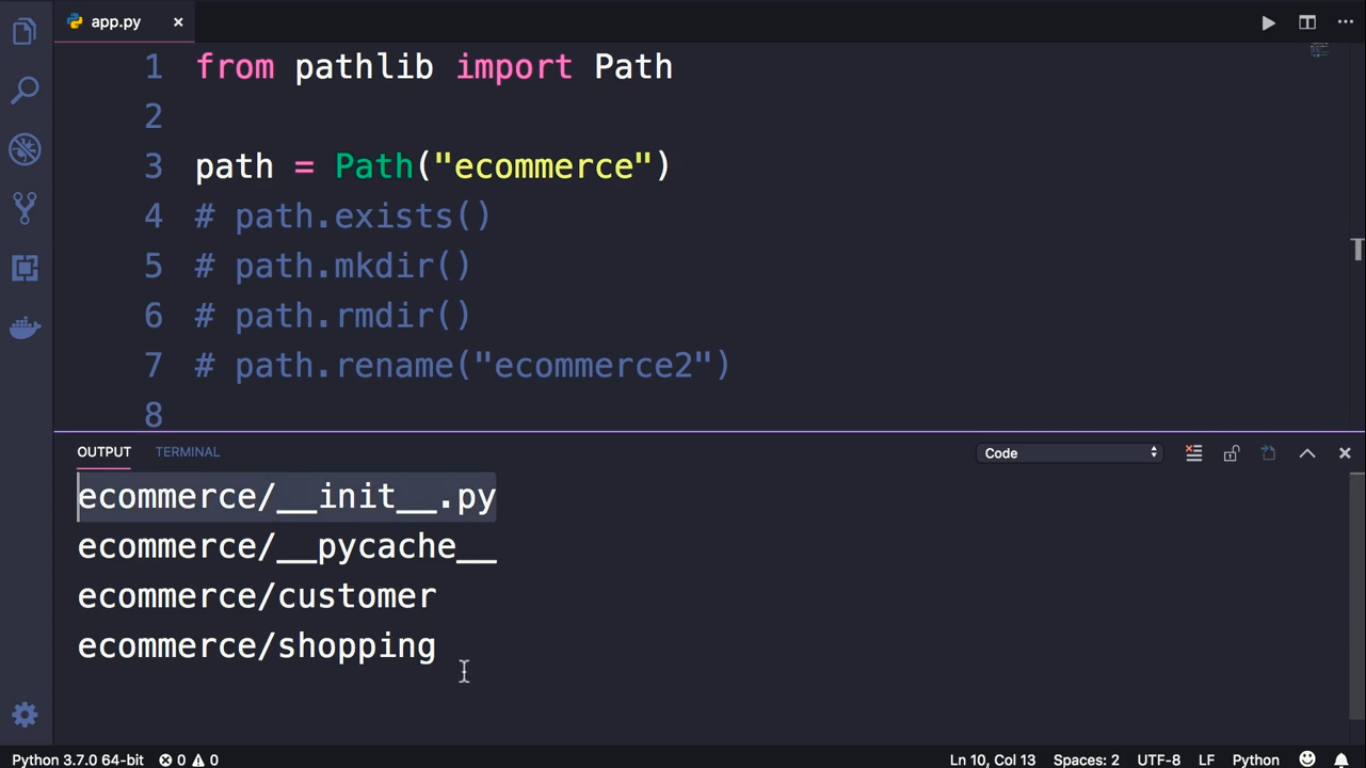 app.py ×
1 from pathlib import Path
2
3 path = Path("ecommerce")
4 # path.exists()
5 # path.mkdir()
6 # path.rmdir()
7 # path.rename("ecommerce2")
8
OUTPUT TERMINAL Code
ecommerce/__init__.py
ecommerce/__pycache__
ecommerce/customer
ecommerce/shopping
Python 3.7.0 64-bit 0 0 Ln 10, Col 13 Spaces: 2 UTF-8 LF Python